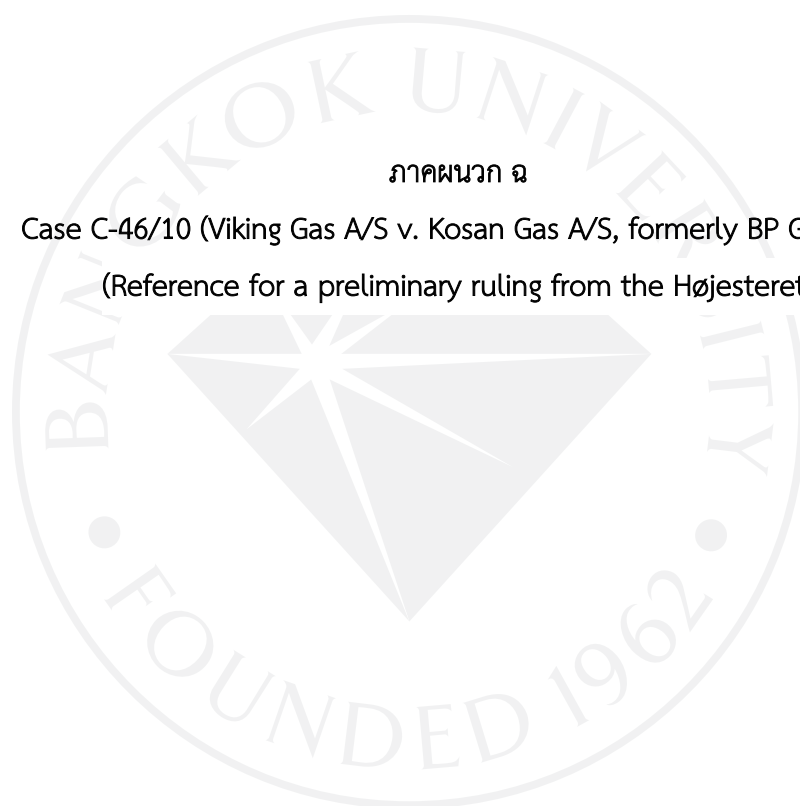 ภาคผนวก ฉ
Case C-46/10 (Viking Gas A/S v. Kosan Gas A/S, formerly BP G
(Reference for a preliminary ruling from the Højesteret
BANGKOK UNIVERSITY
FOUNDED 1962